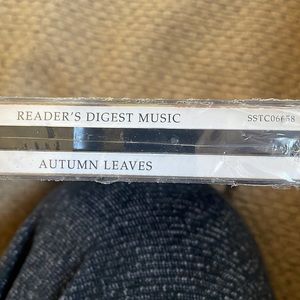 READER'S DIGEST MUSIC SSTC06658
AUTUMN LEAVES